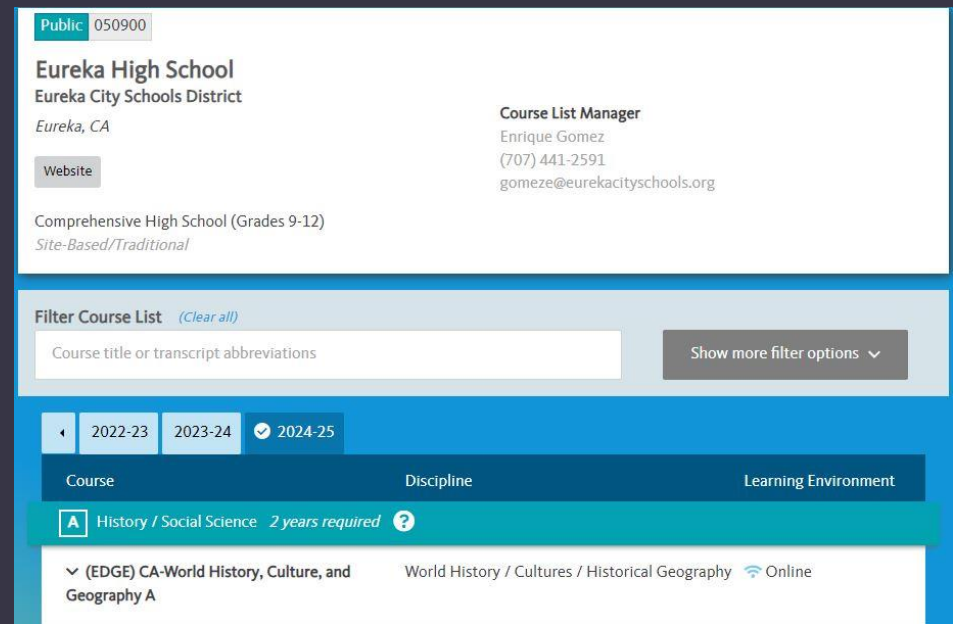 Public 050900
Eureka High School
Eureka City Schools District
Eureka, CA
Website
Comprehensive High School (Grades 9-12)
Site-Based/Traditional
Course List Manager
Enrique Gomez
(707) 441-2591
gomeze@eurekacityschools.org
Filter Course List (Clear all)
Course title or transcript abbreviations
Show more filter options
2022-23 2023-24 2024-25
Course Discipline Learning Environment
A History / Social Science 2 years required ?
(EDGE) CA-World History, Culture, and
Geography A
World History / Cultures / Historical Geography
Online